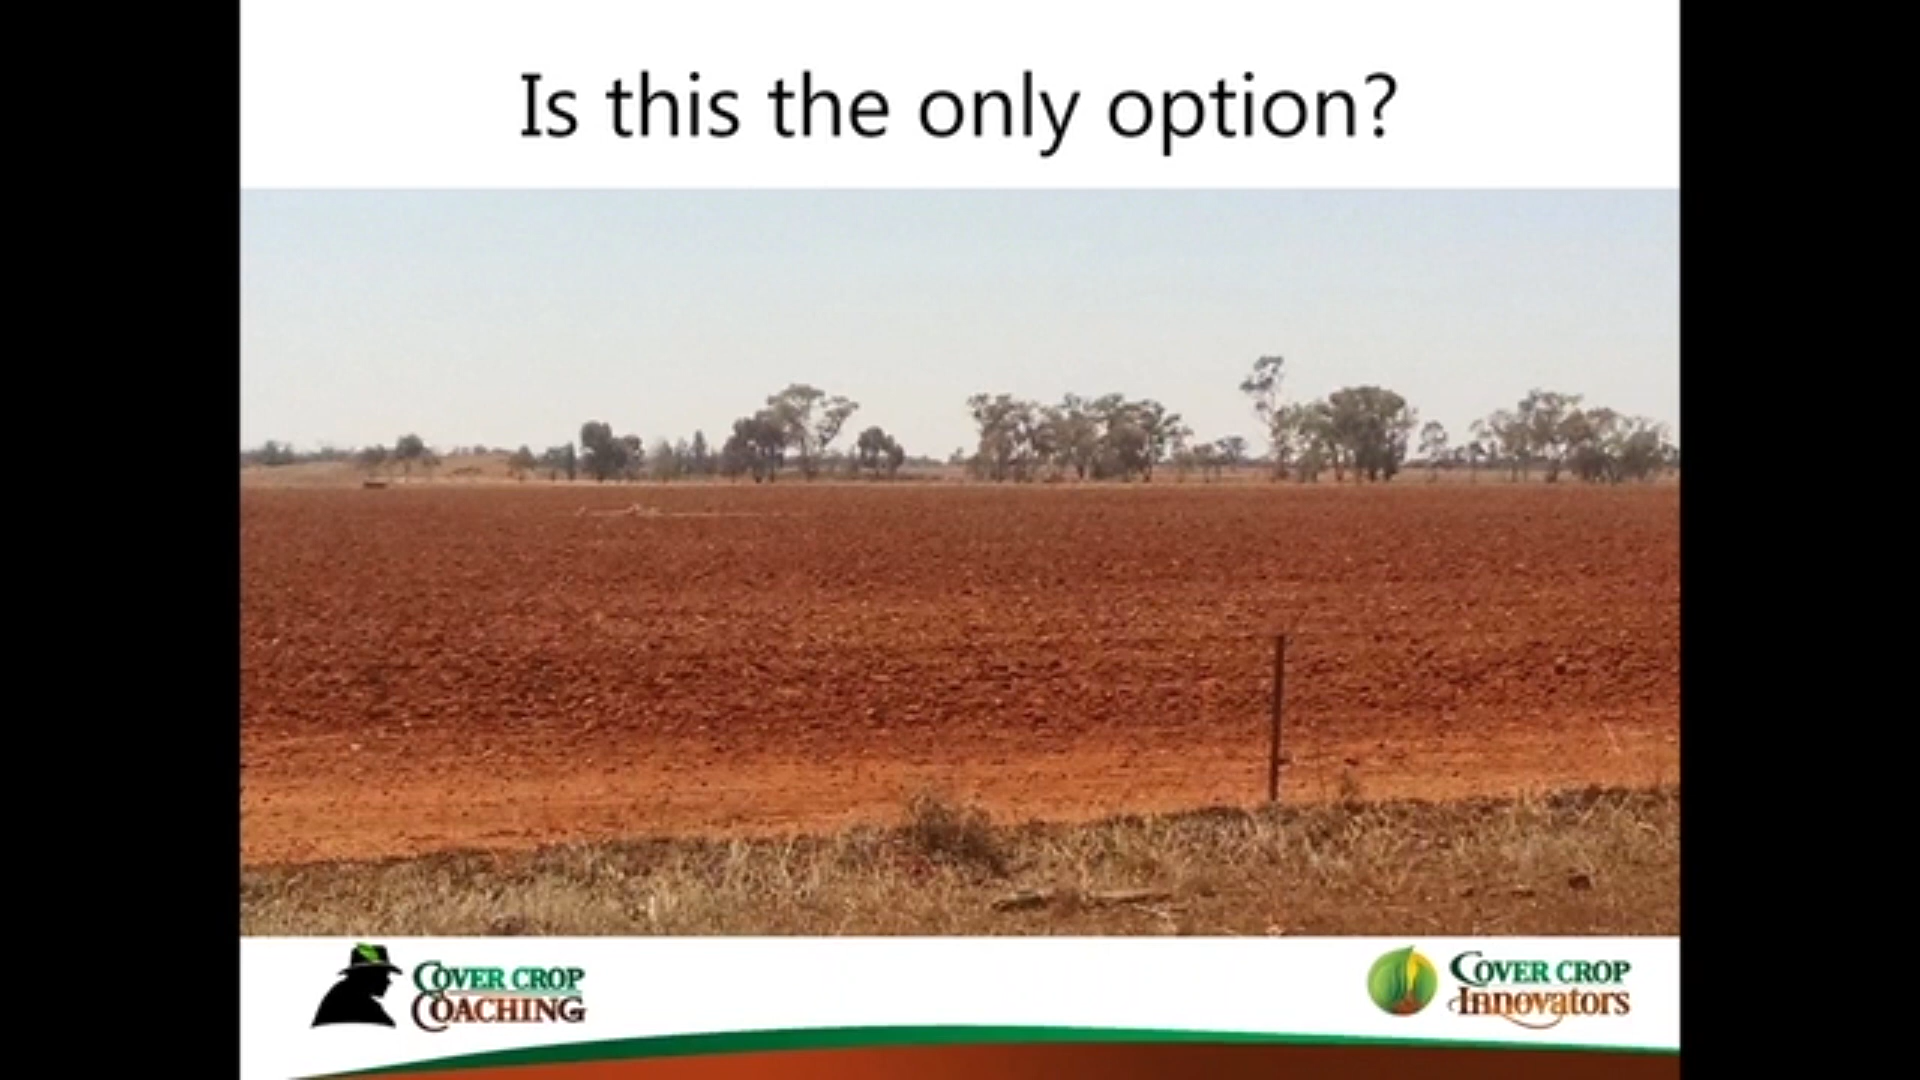 Is this the only option?
COVER CROP
COACHING
COVER CROP
Innovators